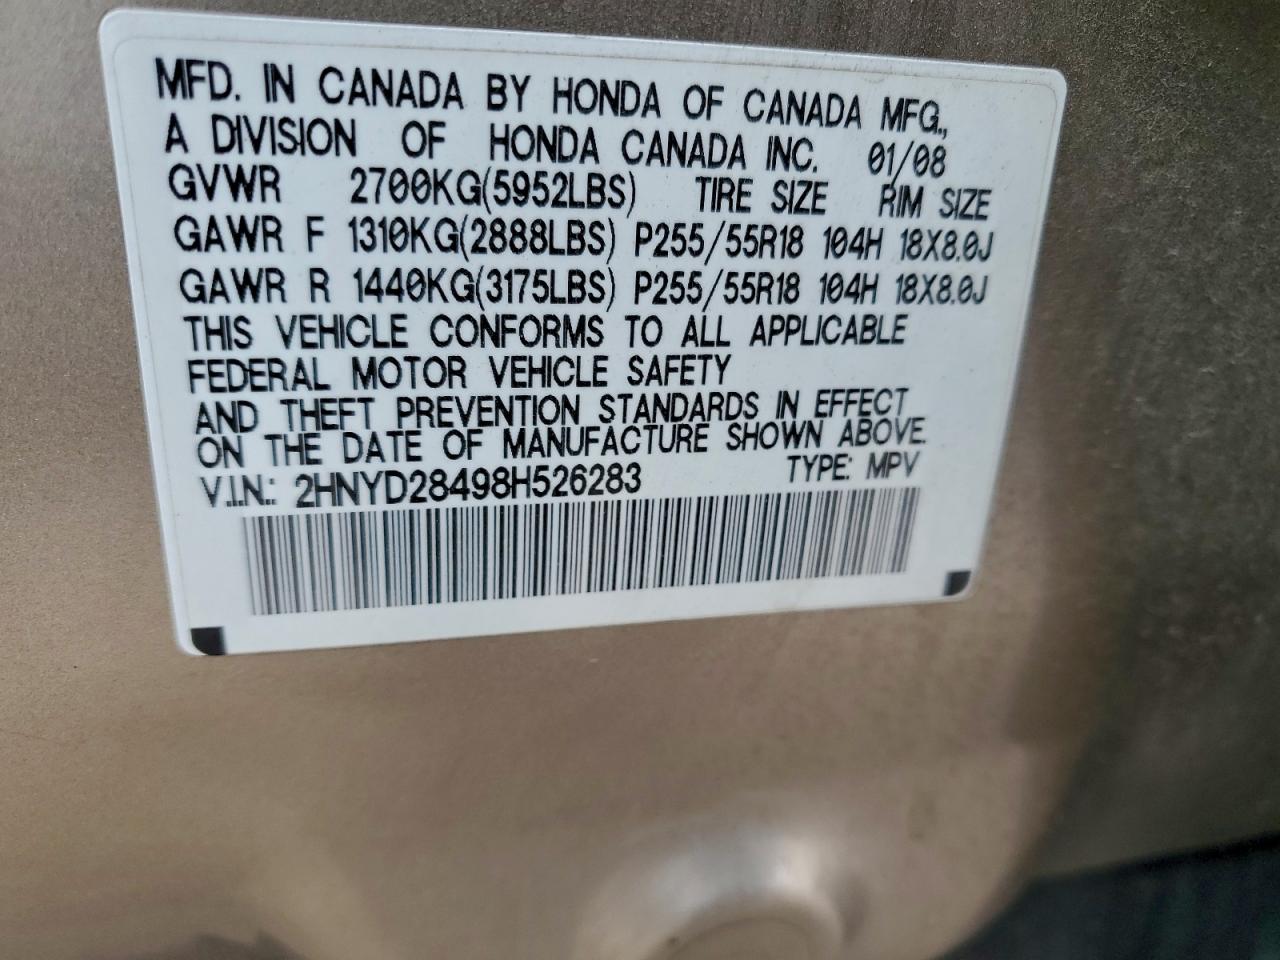 MFD. IN CANADA BY HONDA OF CANADA MFG.,
A DIVISION OF HONDA CANADA INC. 01/08
GVWR 2700KG(5952LBS) TIRE SIZE RIM SIZE
GAWR F 1310KG(2888LBS) P255/55R18 104H 18X8.0J
GAWR R 1440KG(3175LBS) P255/55R18 104H 18X8.0J
THIS VEHICLE CONFORMS TO ALL APPLICABLE
FEDERAL MOTOR VEHICLE SAFETY
AND THEFT PREVENTION STANDARDS IN EFFECT
ON THE DATE OF MANUFACTURE SHOWN ABOVE.
V.I.N.: 2HNYD28498H526283 TYPE: MPV